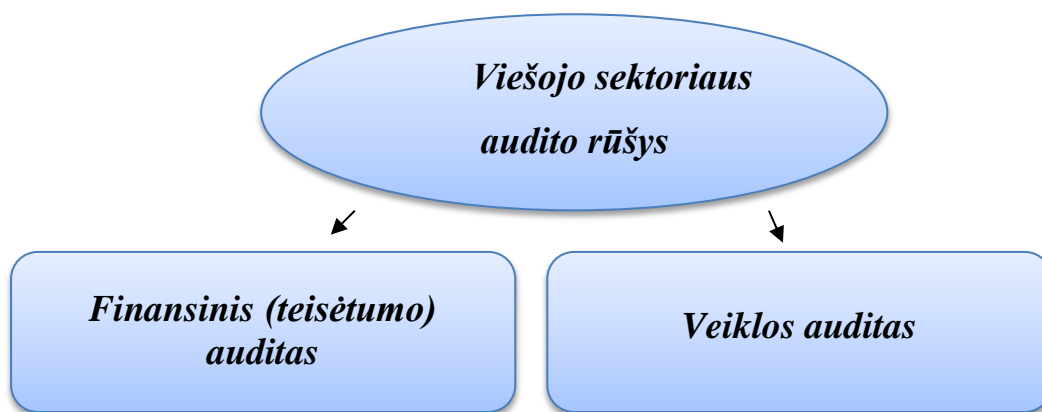 Viešojo sektoriaus
audito rūšys
Finansinis (teisėtumo)
auditas
Veiklos auditas